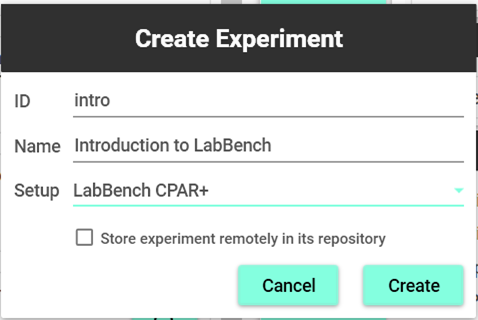 Create Experiment
ID intro
Name Introduction to LabBench
Setup LabBench CPAR+
Store experiment remotely in its repository
Cancel Create